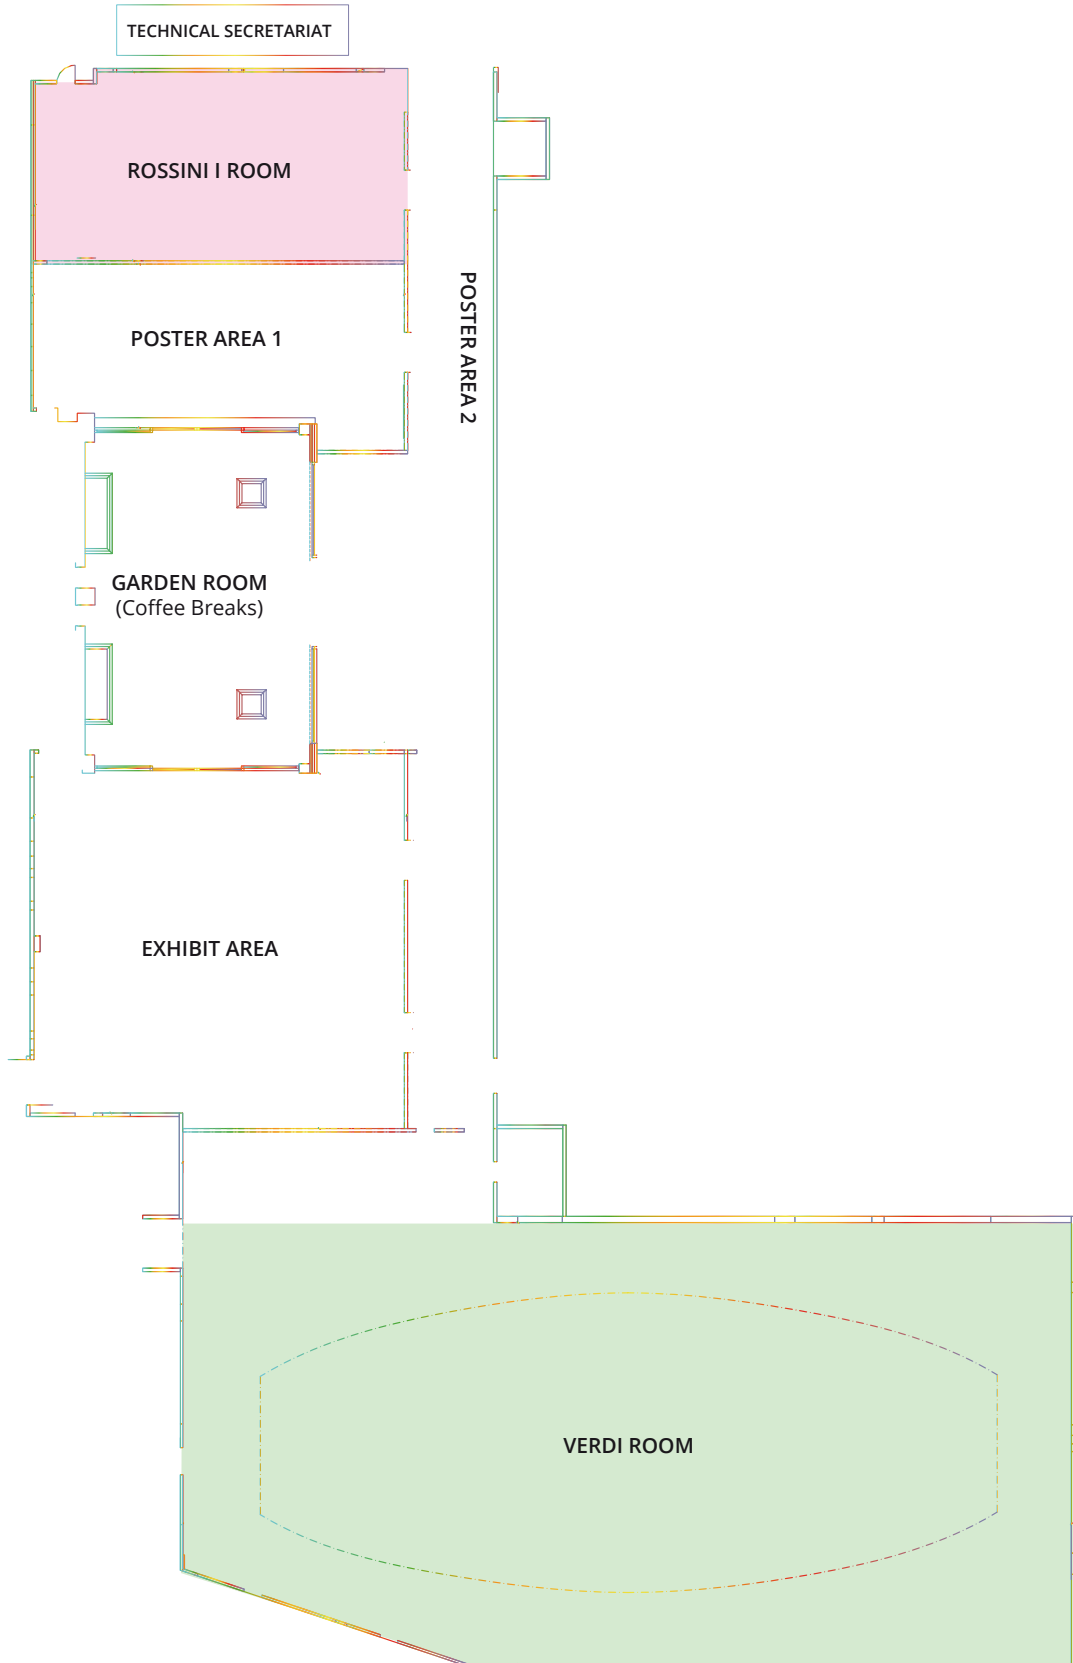 TECHNICAL SECRETARIAT
ROSSINI I ROOM
POSTER AREA 1
POSTER AREA 2
GARDEN ROOM
(Coffee Breaks)
EXHIBIT AREA
VERDI ROOM